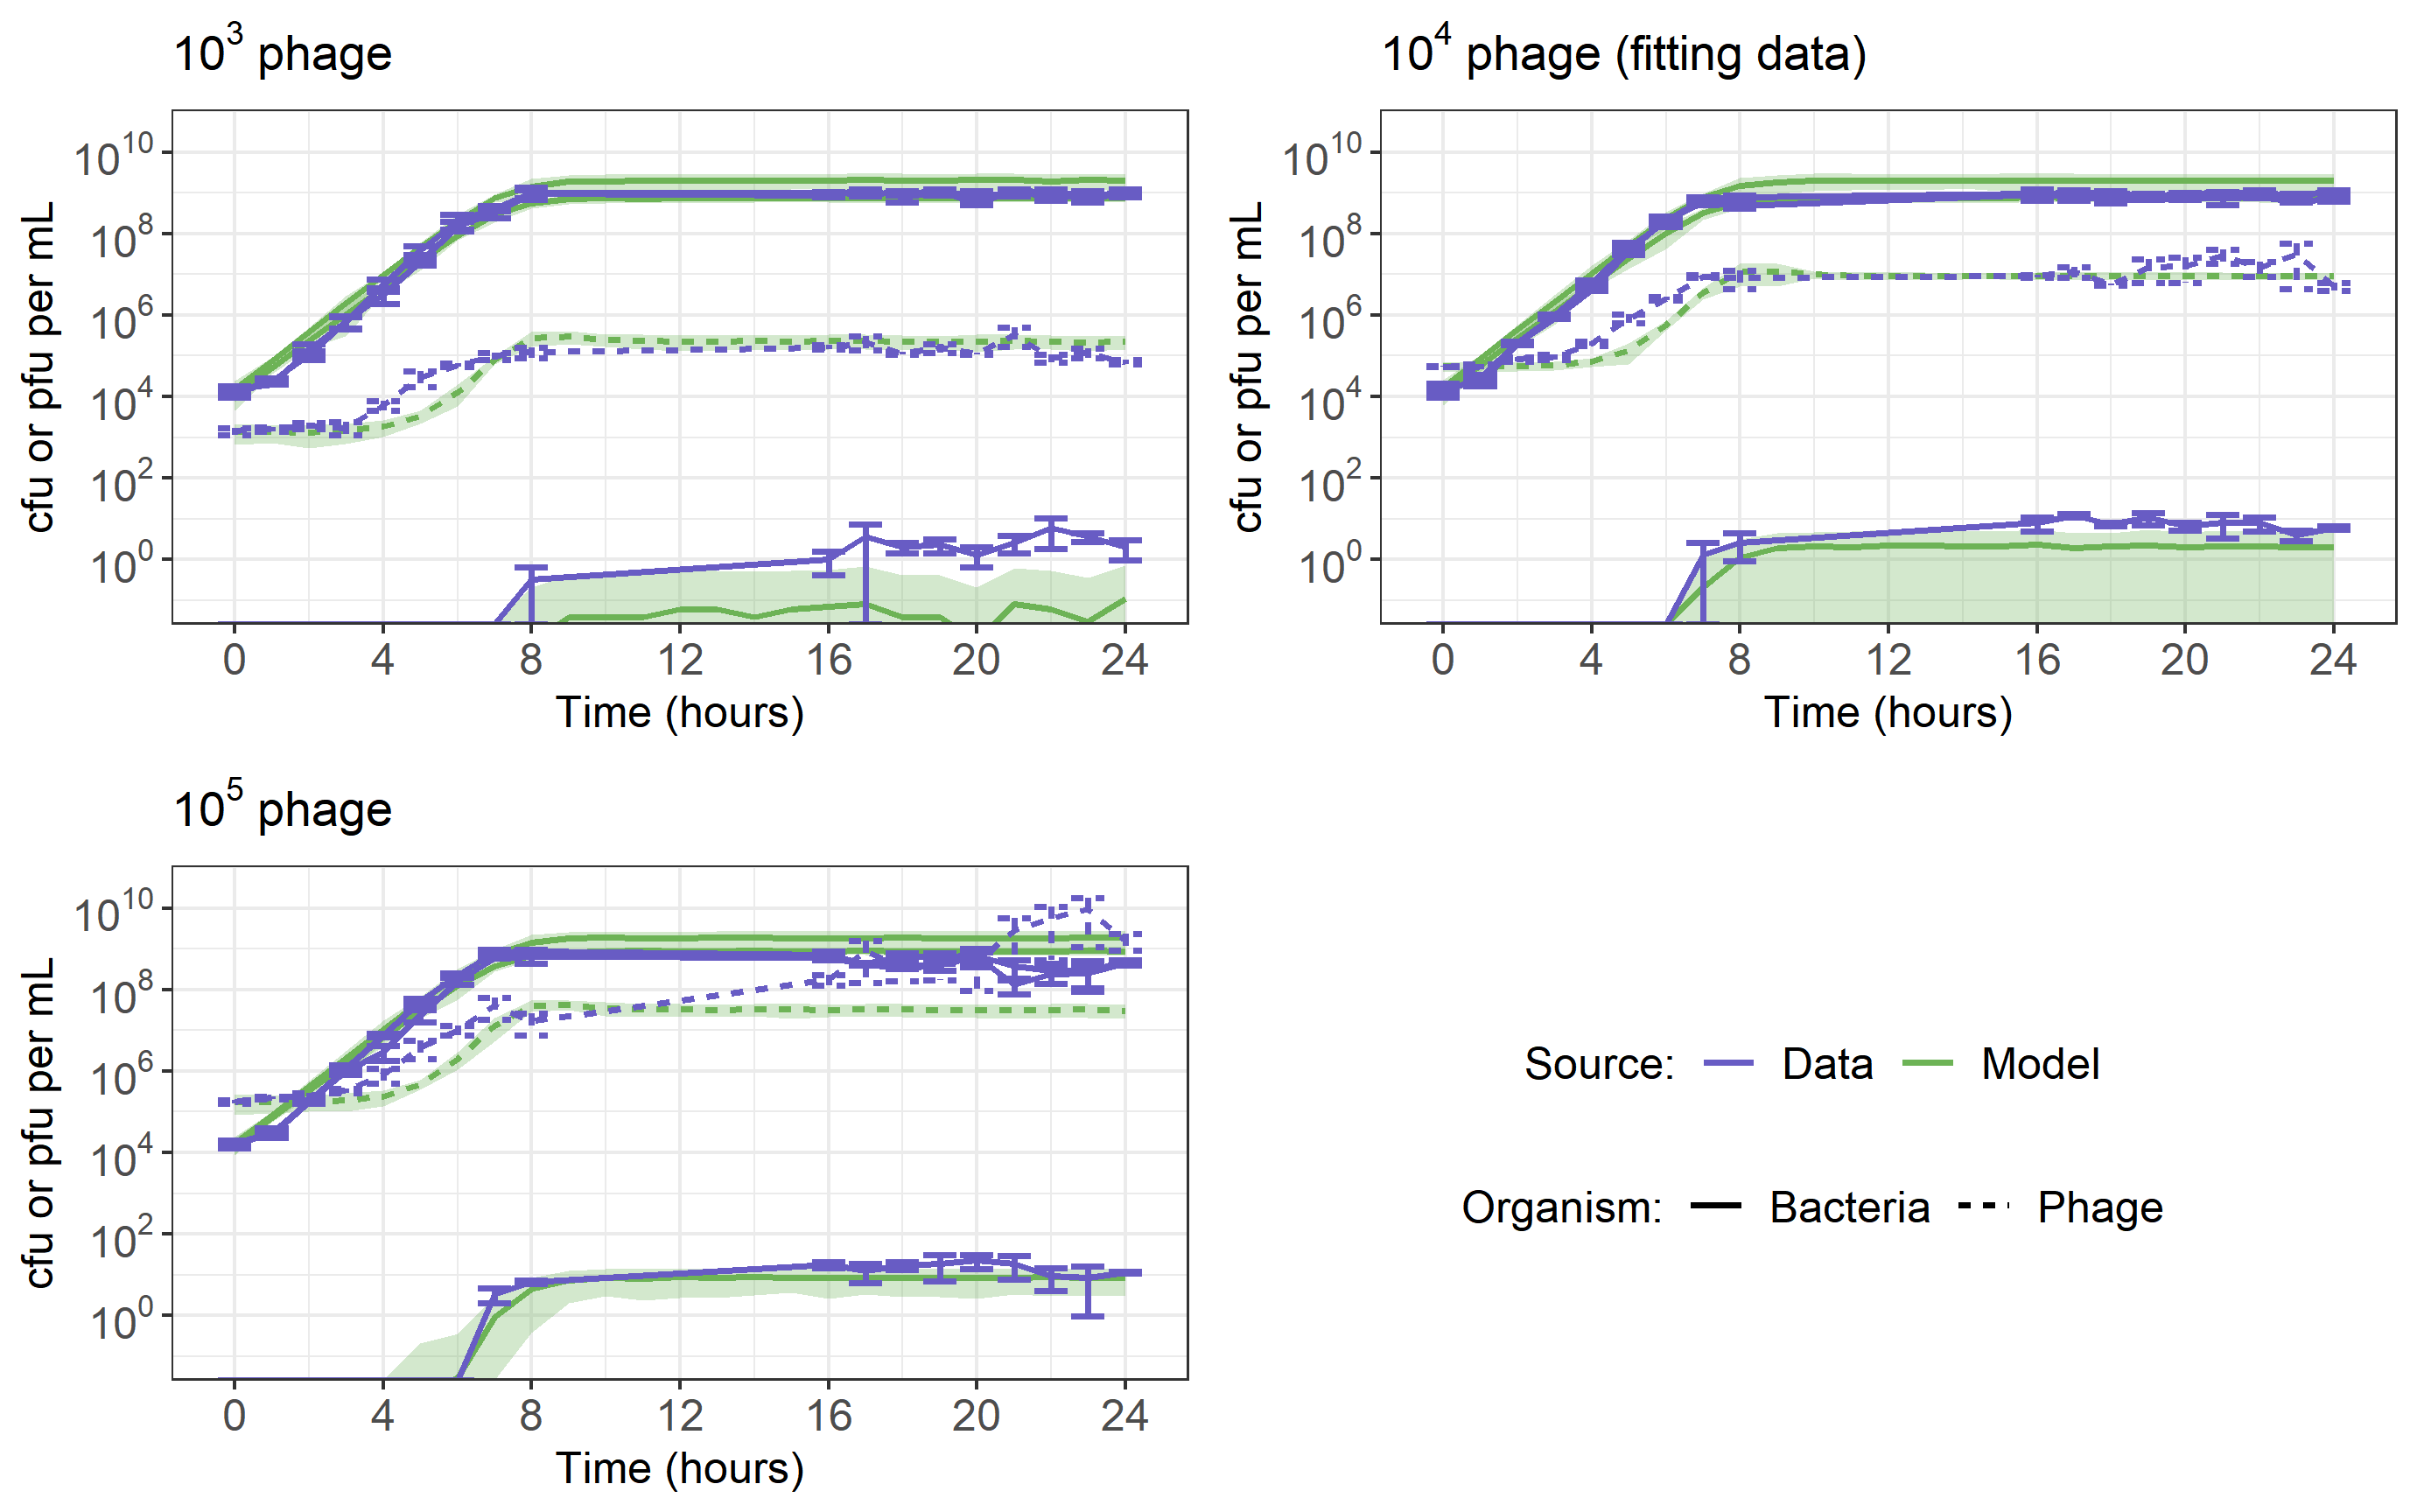 10³ phage
10⁴ phage (fitting data)
cfu or pfu per mL
10¹⁰
10⁸
10⁶
10⁴
10²
10⁰
0 4 8 12 16 20 24
Time (hours)
cfu or pfu per mL
10¹⁰
10⁸
10⁶
10⁴
10²
10⁰
0 4 8 12 16 20 24
Time (hours)
10⁵ phage
cfu or pfu per mL
10¹⁰
10⁸
10⁶
10⁴
10²
10⁰
0 4 8 12 16 20 24
Time (hours)
Source: Data Model
Organism: Bacteria Phage